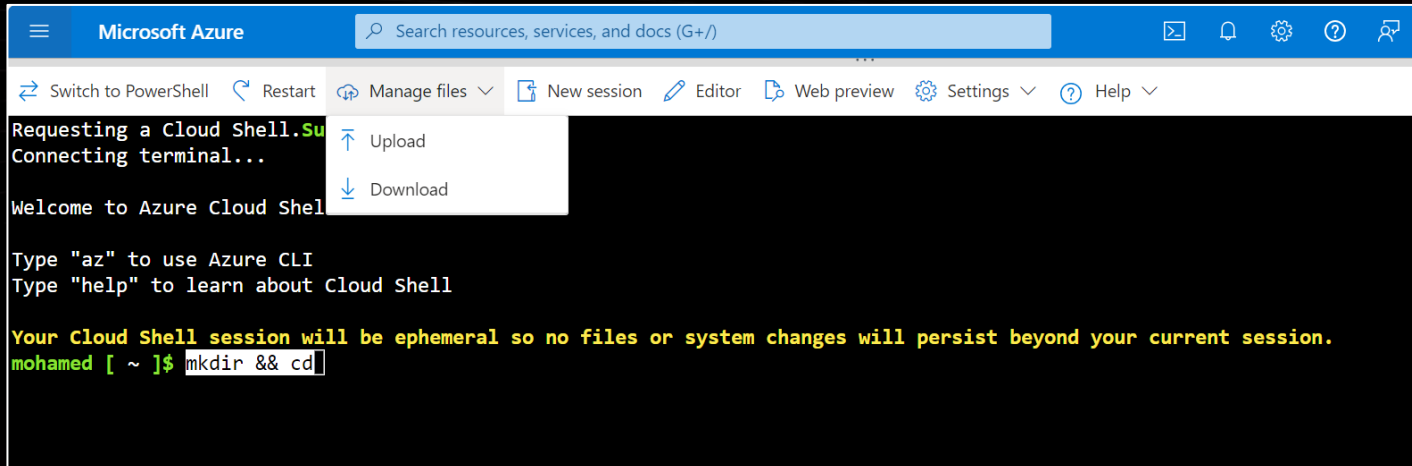 Microsoft Azure
Search resources, services, and docs (G+/)
Switch to PowerShell Restart Manage files New session Editor Web preview Settings Help
Upload
Download
Requesting a Cloud Shell.Su
Connecting terminal...
Welcome to Azure Cloud Shel
Type "az" to use Azure CLI
Type "help" to learn about Cloud Shell
Your Cloud Shell session will be ephemeral so no files or system changes will persist beyond your current session.
mohamed [ ~ ]$ mkdir && cd